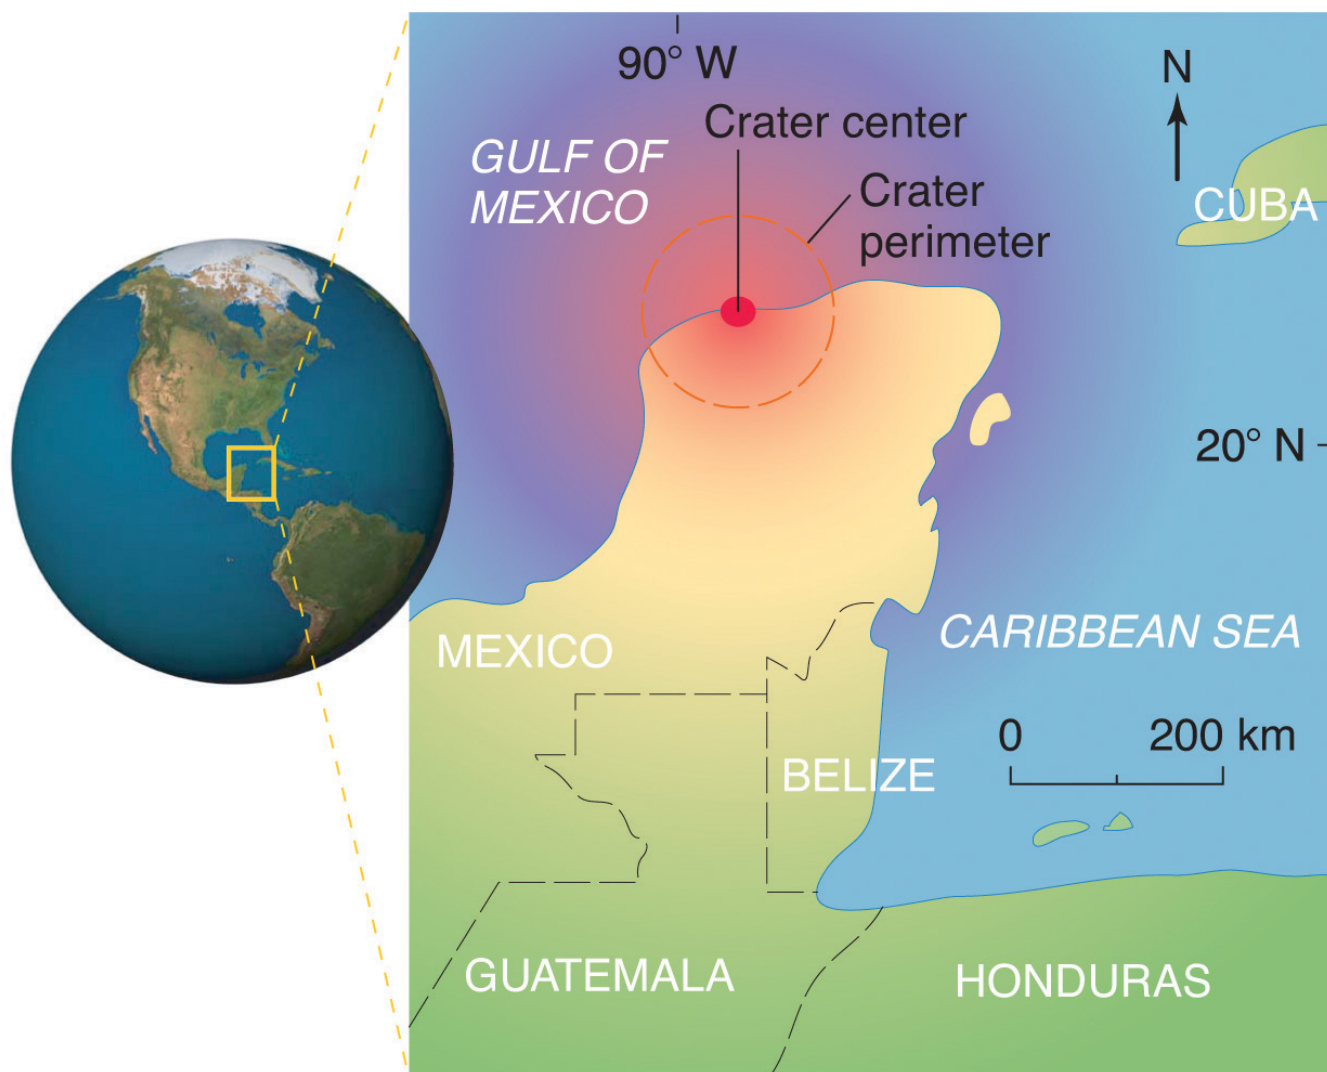 90° W
N
Crater center
GULF OF
MEXICO
Crater
perimeter
CUBA
20° N
CARIBBEAN SEA
MEXICO
0 200 km
BELIZE
GUATEMALA
HONDURAS